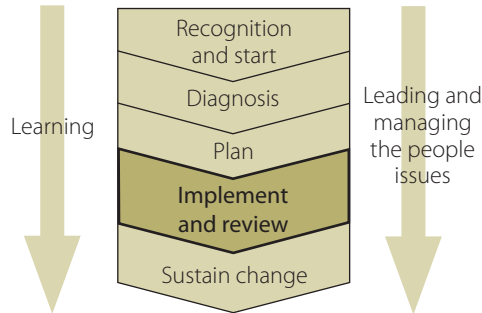 Recognition
and start
Diagnosis
Plan
Implement
and review
Sustain change
Learning
Leading and
managing
the people
issues